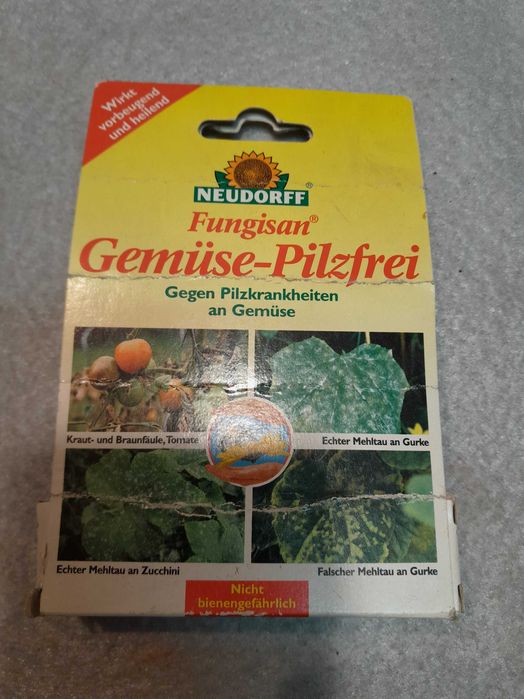 Wirkt
vorbeugend
und heilend
NEUDORFF®
Fungisan®
Gemüse-Pilzfrei
Gegen Pilzkrankheiten
an Gemüse
Kraut- und Braunfäule, Tomate
Echter Mehltau an Gurke
Echter Mehltau an Zucchini
Falscher Mehltau an Gurke
Nicht
bienengefährlich